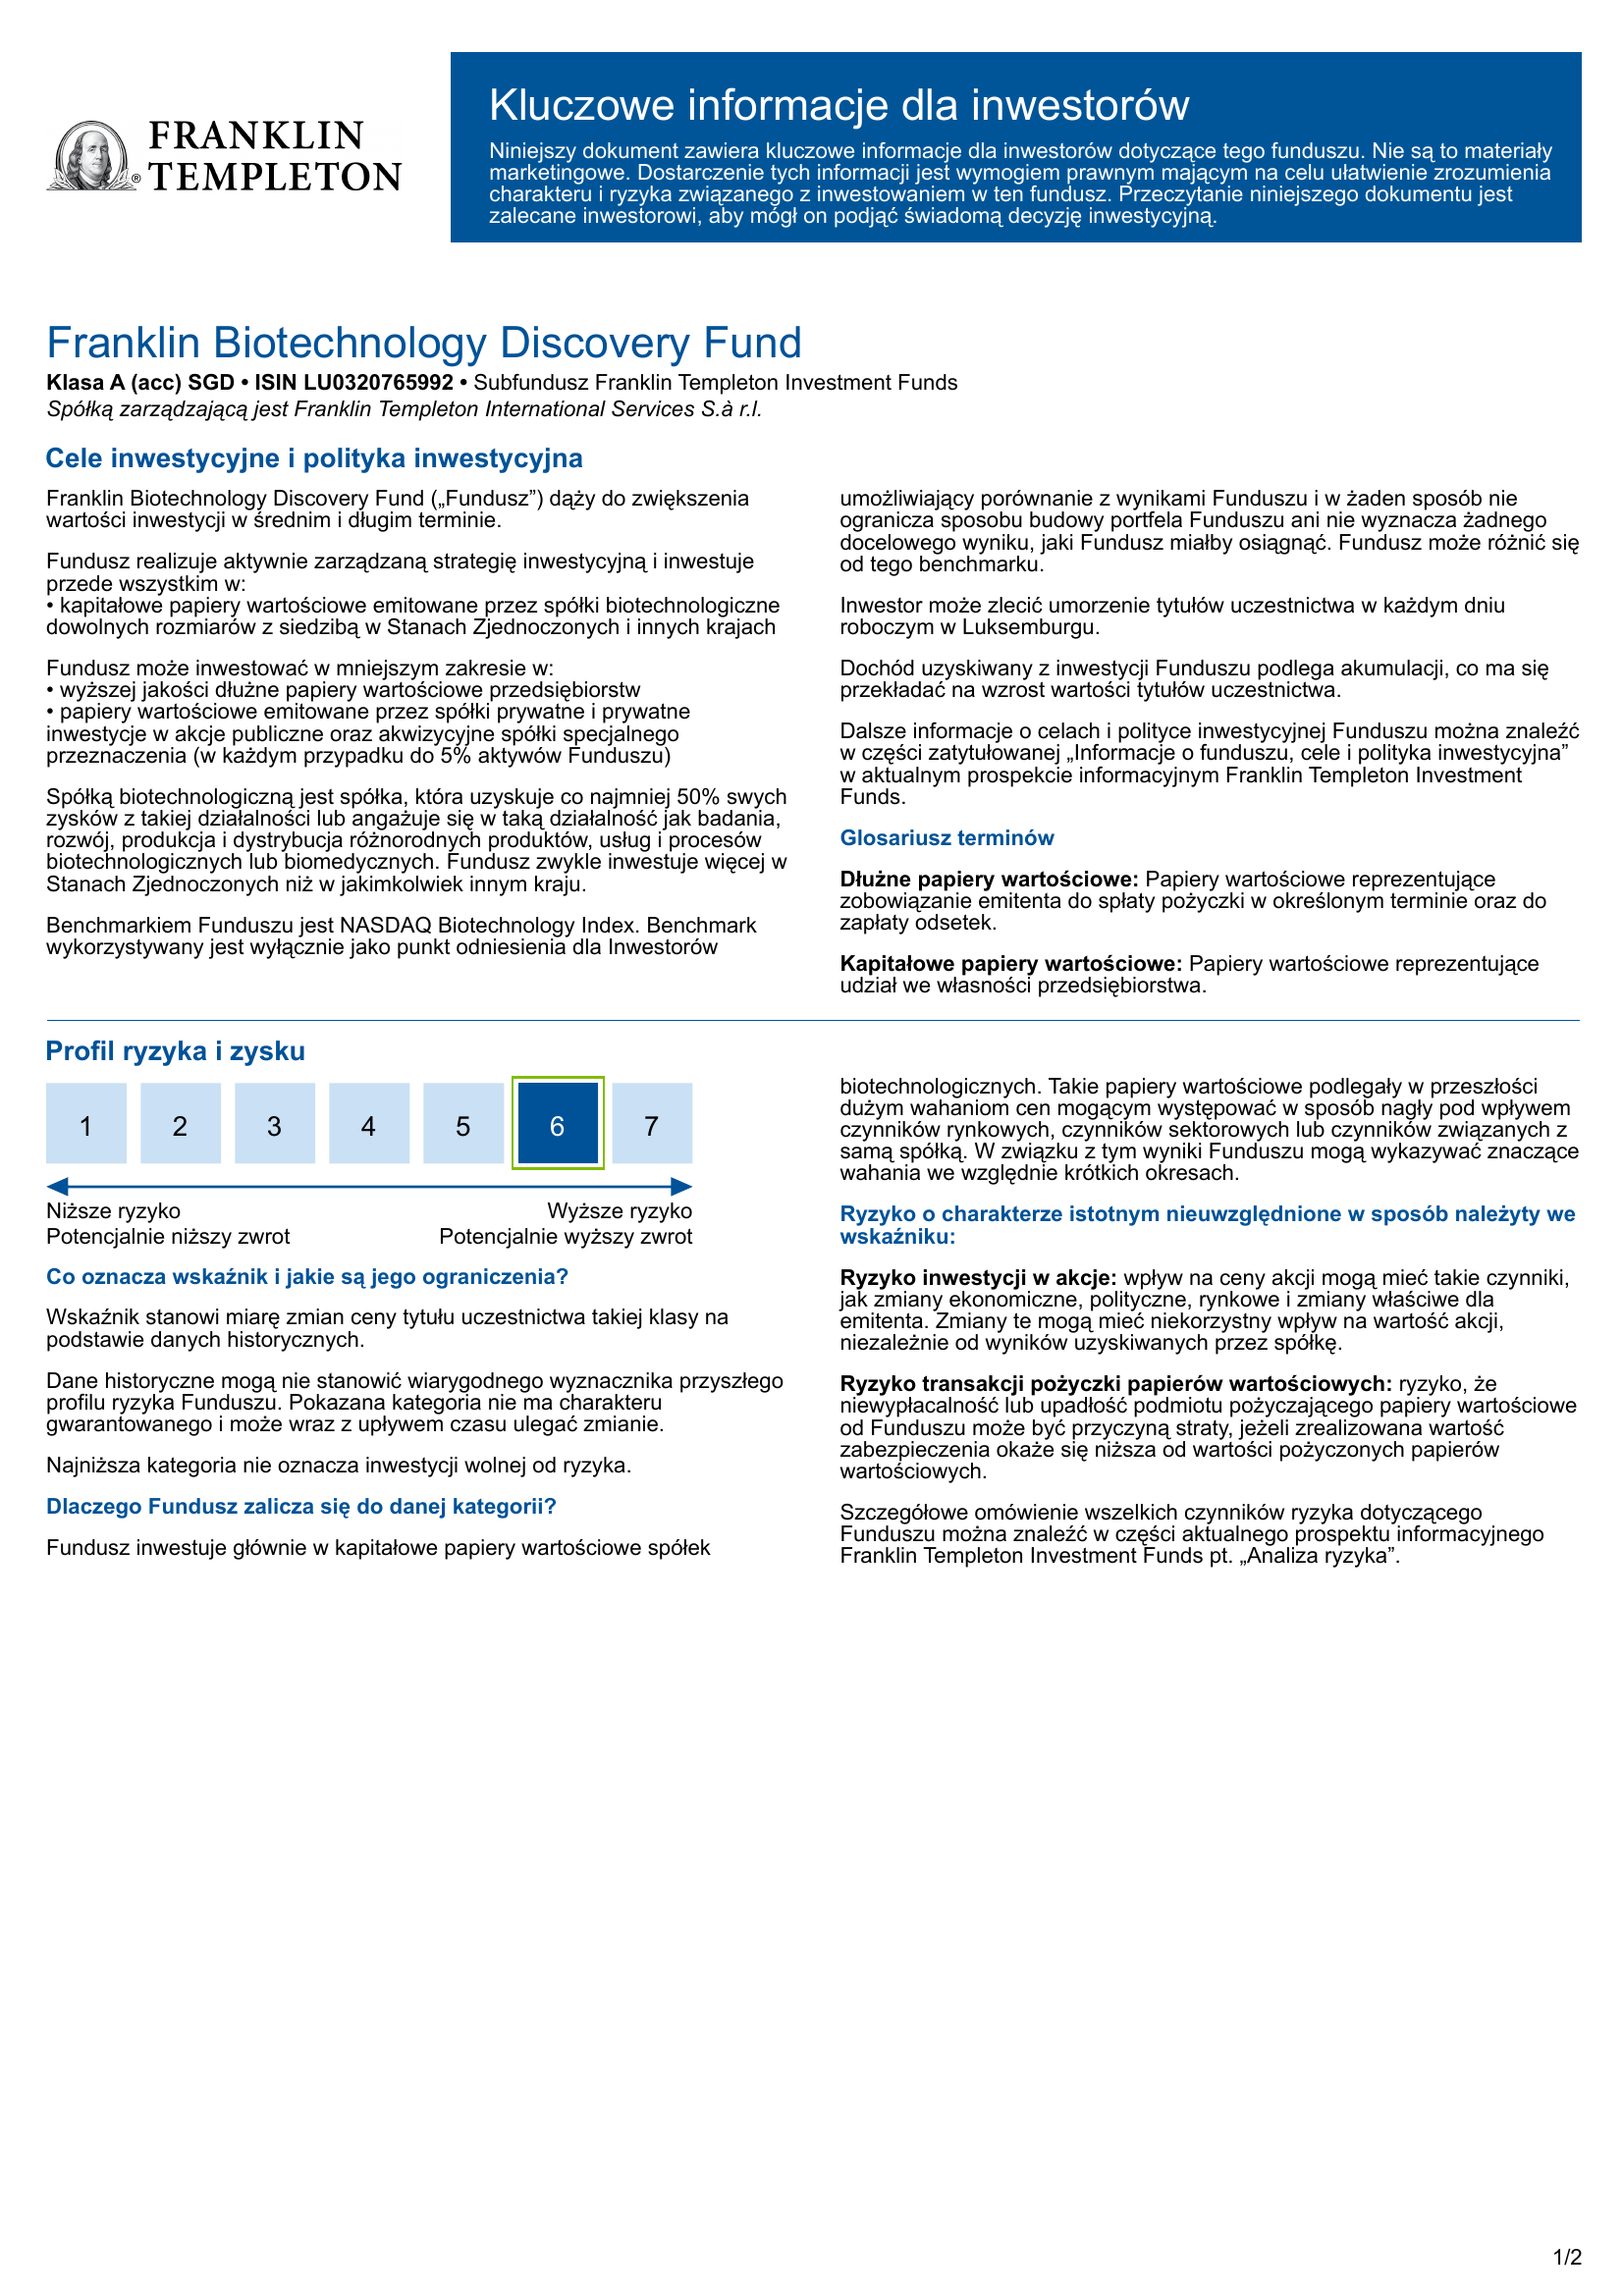 FRANKLIN
TEMPLETON
®
Kluczowe informacje dla inwestorów
Niniejszy dokument zawiera kluczowe informacje dla inwestorów dotyczące tego funduszu. Nie są to materiały
marketingowe. Dostarczenie tych informacji jest wymogiem prawnym mającym na celu ułatwienie zrozumienia
charakteru i ryzyka związanego z inwestowaniem w ten fundusz. Przeczytanie niniejszego dokumentu jest
zalecane inwestorowi, aby mógł on podjąć świadomą decyzję inwestycyjną.
Franklin Biotechnology Discovery Fund
Klasa A (acc) SGD • ISIN LU0320765992 • Subfundusz Franklin Templeton Investment Funds
Spółką zarządzającą jest Franklin Templeton International Services S.à r.l.
Cele inwestycyjne i polityka inwestycyjna
Franklin Biotechnology Discovery Fund („Fundusz”) dąży do zwiększenia
wartości inwestycji w średnim i długim terminie.
Fundusz realizuje aktywnie zarządzaną strategię inwestycyjną i inwestuje
przede wszystkim w:
• kapitałowe papiery wartościowe emitowane przez spółki biotechnologiczne
dowolnych rozmiarów z siedzibą w Stanach Zjednoczonych i innych krajach
Fundusz może inwestować w mniejszym zakresie w:
• wyższej jakości dłużne papiery wartościowe przedsiębiorstw
• papiery wartościowe emitowane przez spółki prywatne i prywatne
inwestycje w akcje publiczne oraz akwizycyjne spółki specjalnego
przeznaczenia (w każdym przypadku do 5% aktywów Funduszu)
Spółką biotechnologiczną jest spółka, która uzyskuje co najmniej 50% swych
zysków z takiej działalności lub angażuje się w taką działalność jak badania,
rozwój, produkcja i dystrybucja różnorodnych produktów, usług i procesów
biotechnologicznych lub biomedycznych. Fundusz zwykle inwestuje więcej w
Stanach Zjednoczonych niż w jakimkolwiek innym kraju.
Benchmarkiem Funduszu jest NASDAQ Biotechnology Index. Benchmark
wykorzystywany jest wyłącznie jako punkt odniesienia dla Inwestorów
umożliwiający porównanie z wynikami Funduszu i w żaden sposób nie
ogranicza sposobu budowy portfela Funduszu ani nie wyznacza żadnego
docelowego wyniku, jaki Fundusz miałby osiągnąć. Fundusz może różnić się
od tego benchmarku.
Inwestor może zlecić umorzenie tytułów uczestnictwa w każdym dniu
roboczym w Luksemburgu.
Dochód uzyskiwany z inwestycji Funduszu podlega akumulacji, co ma się
przekładać na wzrost wartości tytułów uczestnictwa.
Dalsze informacje o celach i polityce inwestycyjnej Funduszu można znaleźć
w części zatytułowanej „Informacje o funduszu, cele i polityka inwestycyjna”
w aktualnym prospekcie informacyjnym Franklin Templeton Investment
Funds.
Glosariusz terminów
Dłużne papiery wartościowe: Papiery wartościowe reprezentujące
zobowiązanie emitenta do spłaty pożyczki w określonym terminie oraz do
zapłaty odsetek.
Kapitałowe papiery wartościowe: Papiery wartościowe reprezentujące
udział we własności przedsiębiorstwa.
Profil ryzyka i zysku
1 2 3 4 5 6 7
Niższe ryzyko Wyższe ryzyko
Potencjalnie niższy zwrot Potencjalnie wyższy zwrot
Co oznacza wskaźnik i jakie są jego ograniczenia?
Wskaźnik stanowi miarę zmian ceny tytułu uczestnictwa takiej klasy na
podstawie danych historycznych.
Dane historyczne mogą nie stanowić wiarygodnego wyznacznika przyszłego
profilu ryzyka Funduszu. Pokazana kategoria nie ma charakteru
gwarantowanego i może wraz z upływem czasu ulegać zmianie.
Najniższa kategoria nie oznacza inwestycji wolnej od ryzyka.
Dlaczego Fundusz zalicza się do danej kategorii?
Fundusz inwestuje głównie w kapitałowe papiery wartościowe spółek
biotechnologicznych. Takie papiery wartościowe podlegały w przeszłości
dużym wahaniom cen mogącym występować w sposób nagły pod wpływem
czynników rynkowych, czynników sektorowych lub czynników związanych z
samą spółką. W związku z tym wyniki Funduszu mogą wykazywać znaczące
wahania we względnie krótkich okresach.
Ryzyko o charakterze istotnym nieuwzględnione w sposób należyty we
wskaźniku:
Ryzyko inwestycji w akcje: wpływ na ceny akcji mogą mieć takie czynniki,
jak zmiany ekonomiczne, polityczne, rynkowe i zmiany właściwe dla
emitenta. Zmiany te mogą mieć niekorzystny wpływ na wartość akcji,
niezależnie od wyników uzyskiwanych przez spółkę.
Ryzyko transakcji pożyczki papierów wartościowych: ryzyko, że
niewypłacalność lub upadłość podmiotu pożyczającego papiery wartościowe
od Funduszu może być przyczyną straty, jeżeli zrealizowana wartość
zabezpieczenia okaże się niższa od wartości pożyczonych papierów
wartościowych.
Szczegółowe omówienie wszelkich czynników ryzyka dotyczącego
Funduszu można znaleźć w części aktualnego prospektu informacyjnego
Franklin Templeton Investment Funds pt. „Analiza ryzyka”.
1/2